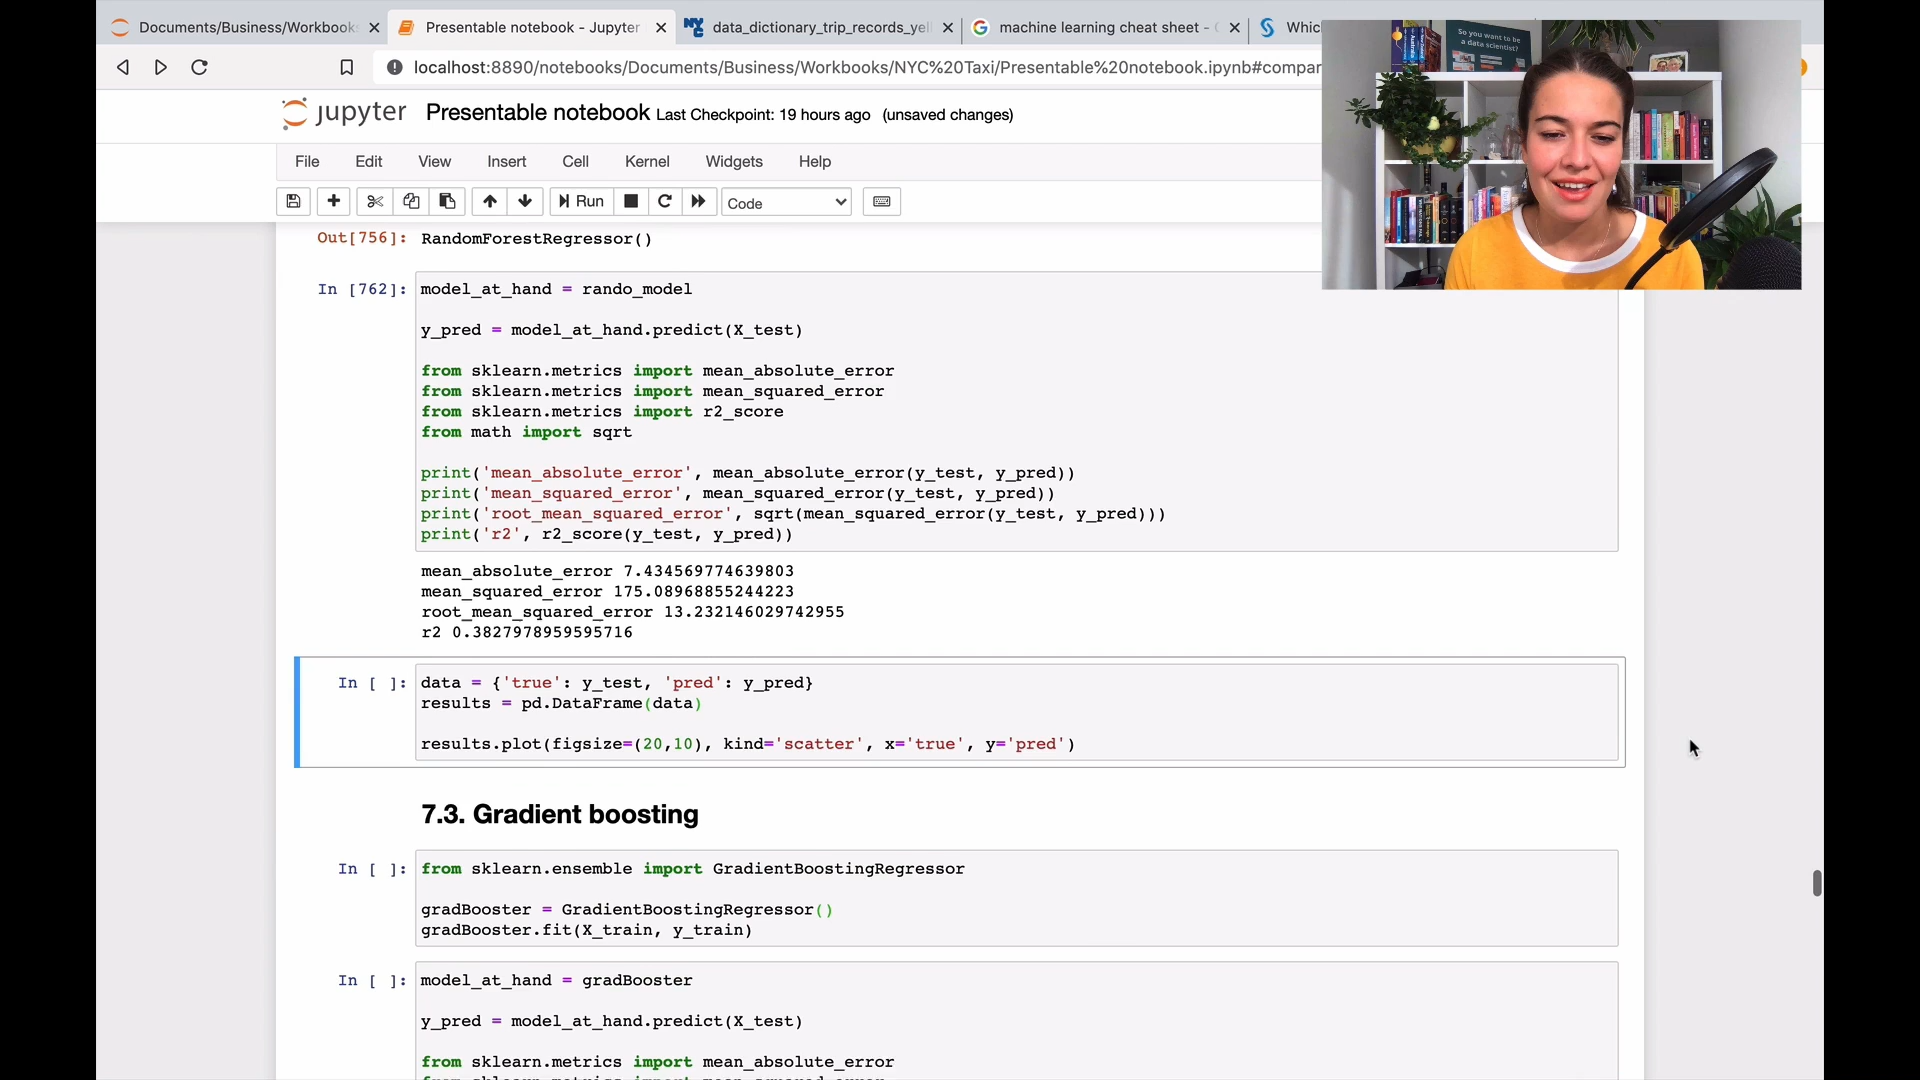 Documents/Business/Workbooks
Presentable notebook - Jupyter
data_dictionary_trip_records_yel
machine learning cheat sheet -
Whic
localhost:8890/notebooks/Documents/Business/Workbooks/NYC%20Taxi/Presentable%20notebook.ipynb#compar
So you want to be
a data scientist?
jupyter Presentable notebook Last Checkpoint: 19 hours ago (unsaved changes)
File Edit View Insert Cell Kernel Widgets Help
Run Code
Out[756]: RandomForestRegressor()
In [762]: model_at_hand = rando_model
y_pred = model_at_hand.predict(X_test)
from sklearn.metrics import mean_absolute_error
from sklearn.metrics import mean_squared_error
from sklearn.metrics import r2_score
from math import sqrt
print('mean_absolute_error', mean_absolute_error(y_test, y_pred))
print('mean_squared_error', mean_squared_error(y_test, y_pred))
print('root_mean_squared_error', sqrt(mean_squared_error(y_test, y_pred)))
print('r2', r2_score(y_test, y_pred))
mean_absolute_error 7.434569774639803
mean_squared_error 175.08968855244223
root_mean_squared_error 13.232146029742955
r2 0.3827978959595716
In [ ]: data = {'true': y_test, 'pred': y_pred}
results = pd.DataFrame(data)
results.plot(figsize=(20,10), kind='scatter', x='true', y='pred')
7.3. Gradient boosting
In [ ]: from sklearn.ensemble import GradientBoostingRegressor
gradBooster = GradientBoostingRegressor()
gradBooster.fit(X_train, y_train)
In [ ]: model_at_hand = gradBooster
y_pred = model_at_hand.predict(X_test)
from sklearn.metrics import mean_absolute_error